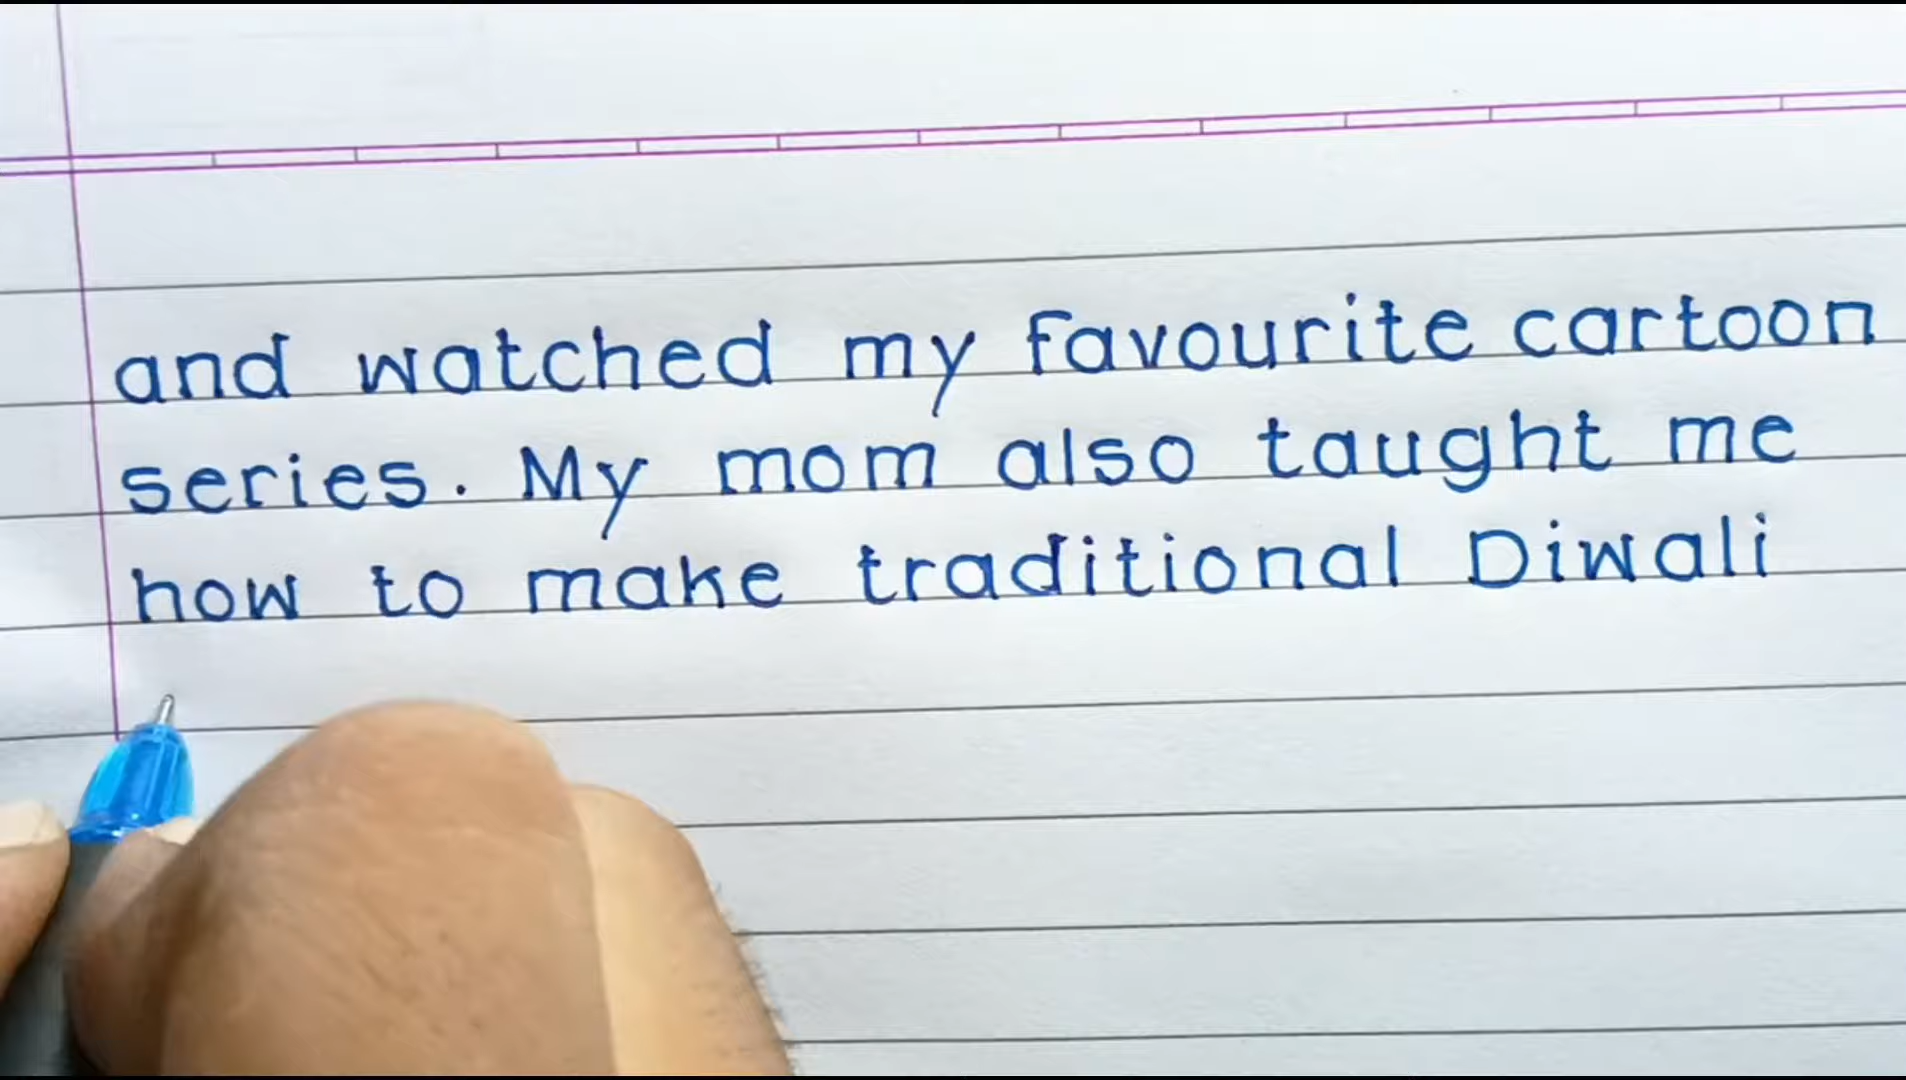 and watched my favourite cartoon
series. My mom also taught me
how to make traditional Diwali